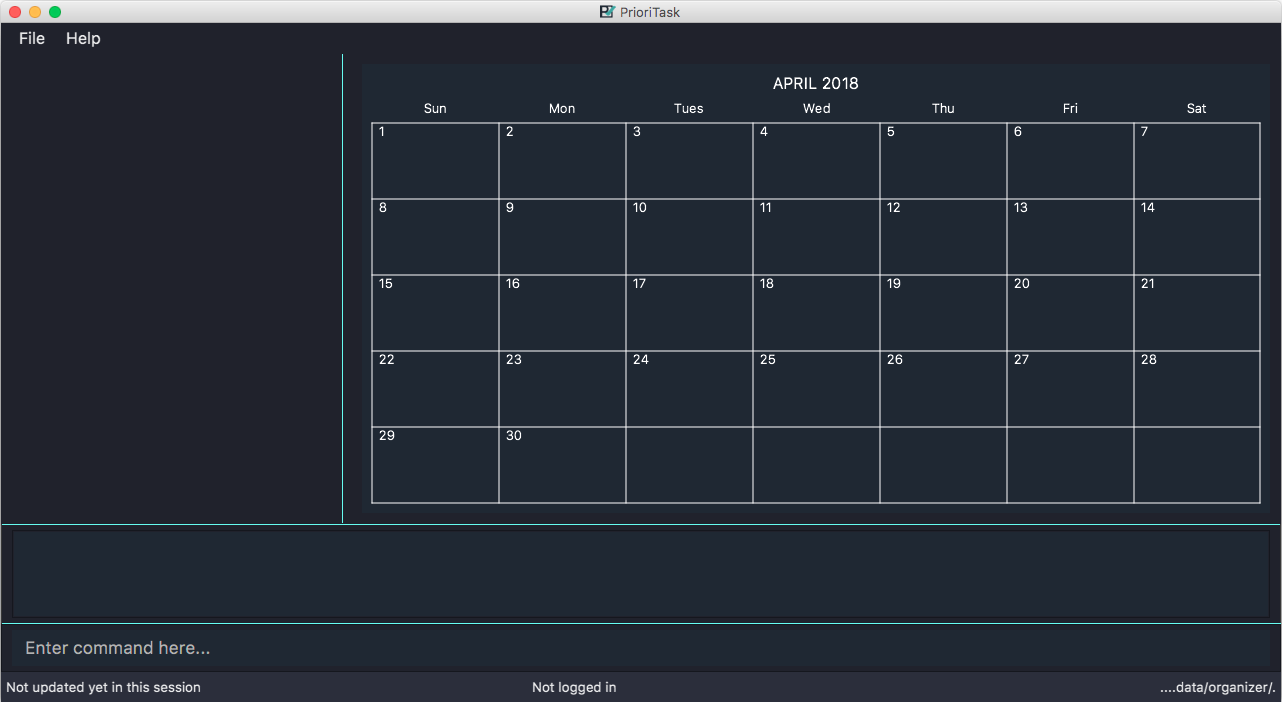 PrioriTask
File Help
APRIL 2018
Sun Mon Tues Wed Thu Fri Sat
1 2 3 4 5 6 7
8 9 10 11 12 13 14
15 16 17 18 19 20 21
22 23 24 25 26 27 28
29 30
Enter command here...
Not updated yet in this session Not logged in ....data/organizer/.